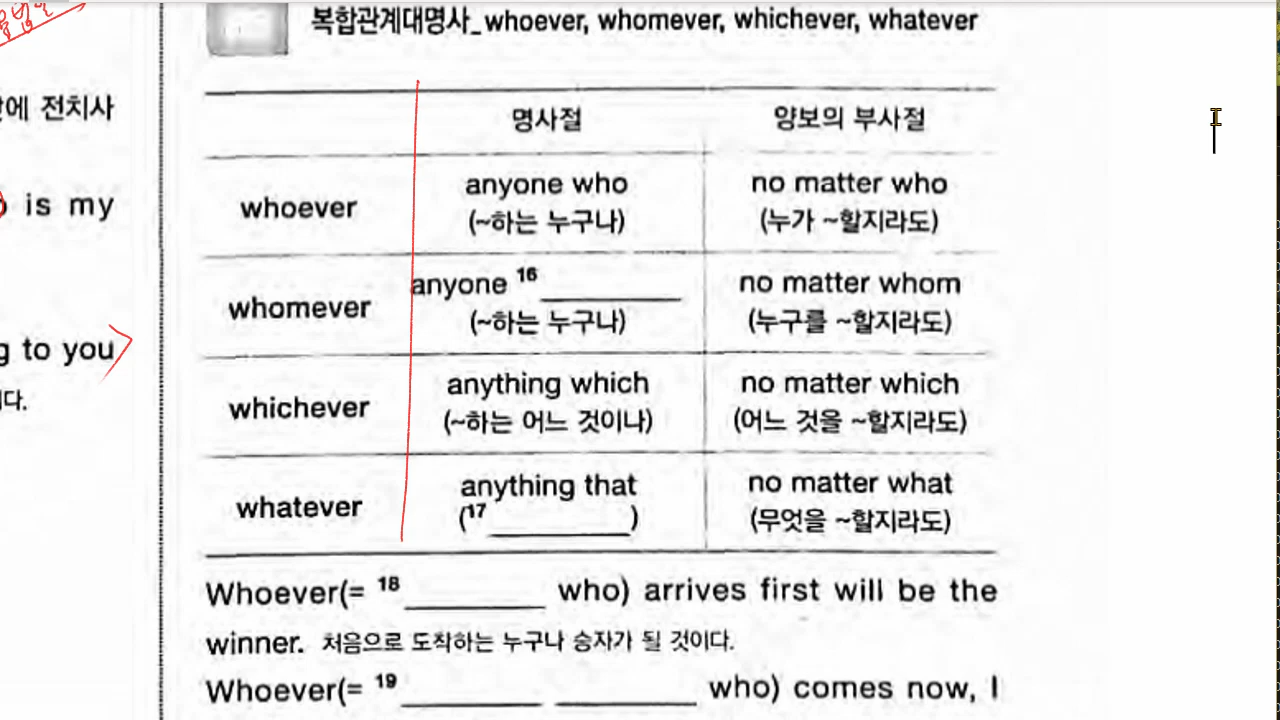 복합관계대명사_whoever, whomever, whichever, whatever
에 전치사
is my
g to you
다.
명사절 양보의 부사절
whoever anyone who (~하는 누구나) no matter who (누가 ~할지라도)
whomever anyone 16 ________ (~하는 누구나) no matter whom (누구를 ~할지라도)
whichever anything which (~하는 어느 것이나) no matter which (어느 것을 ~할지라도)
whatever anything that (17 ________) no matter what (무엇을 ~할지라도)
Whoever(= 18 ________ who) arrives first will be the
winner. 처음으로 도착하는 누구나 승자가 될 것이다.
Whoever(= 19 ________ ________ who) comes now, I